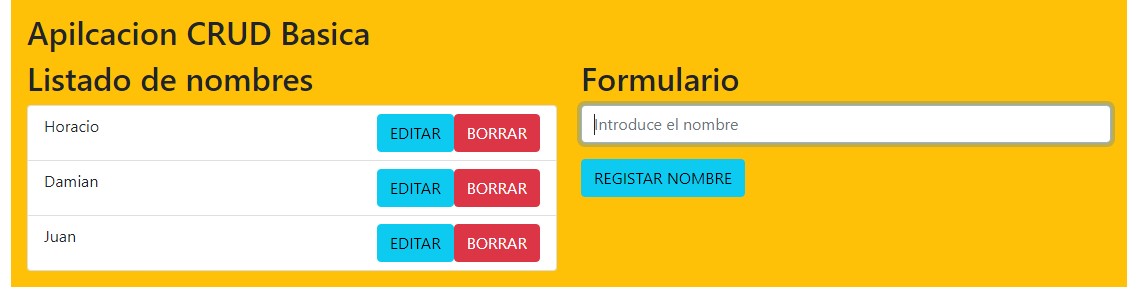 Apilcacion CRUD Basica
Listado de nombres
Horacio EDITAR BORRAR
Damian EDITAR BORRAR
Juan EDITAR BORRAR
Formulario
Introduce el nombre
REGISTAR NOMBRE